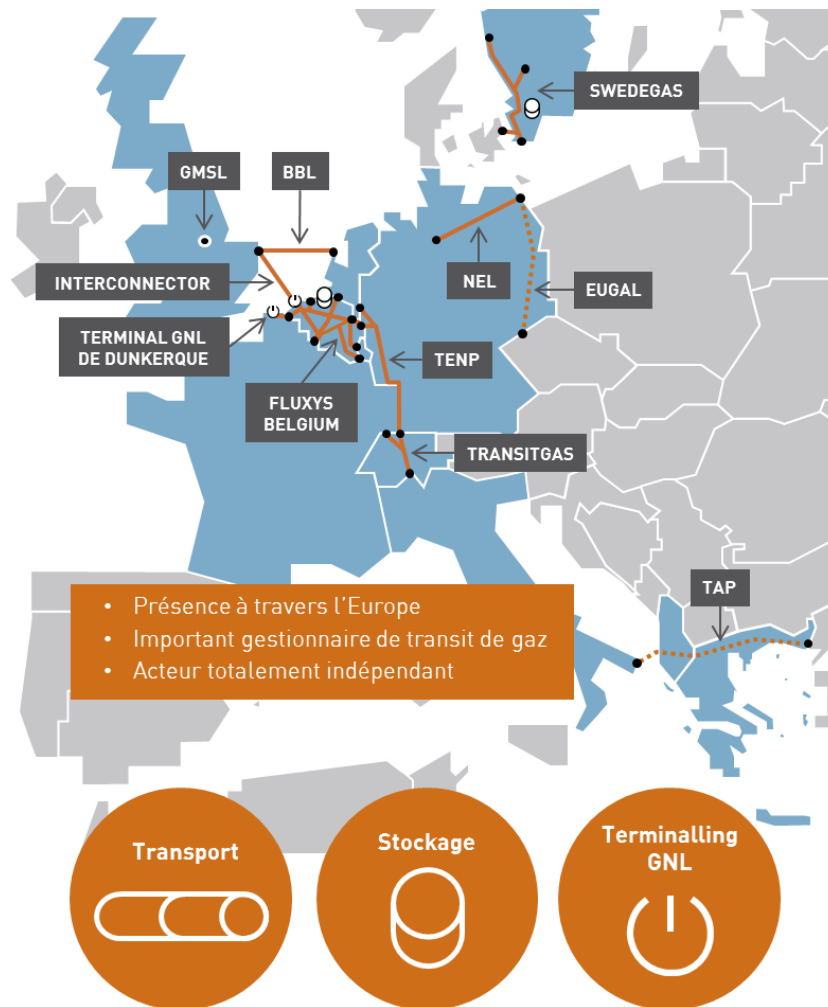 SWEDEGAS
GMSL
BBL
INTERCONNECTOR
NEL
EUGAL
TERMINAL GNL
DE DUNKERQUE
TENP
FLUXYS
BELGIUM
TRANSITGAS
TAP
• Présence à travers l'Europe
• Important gestionnaire de transit de gaz
• Acteur totalement indépendant
Transport
Stockage
Terminalling
GNL